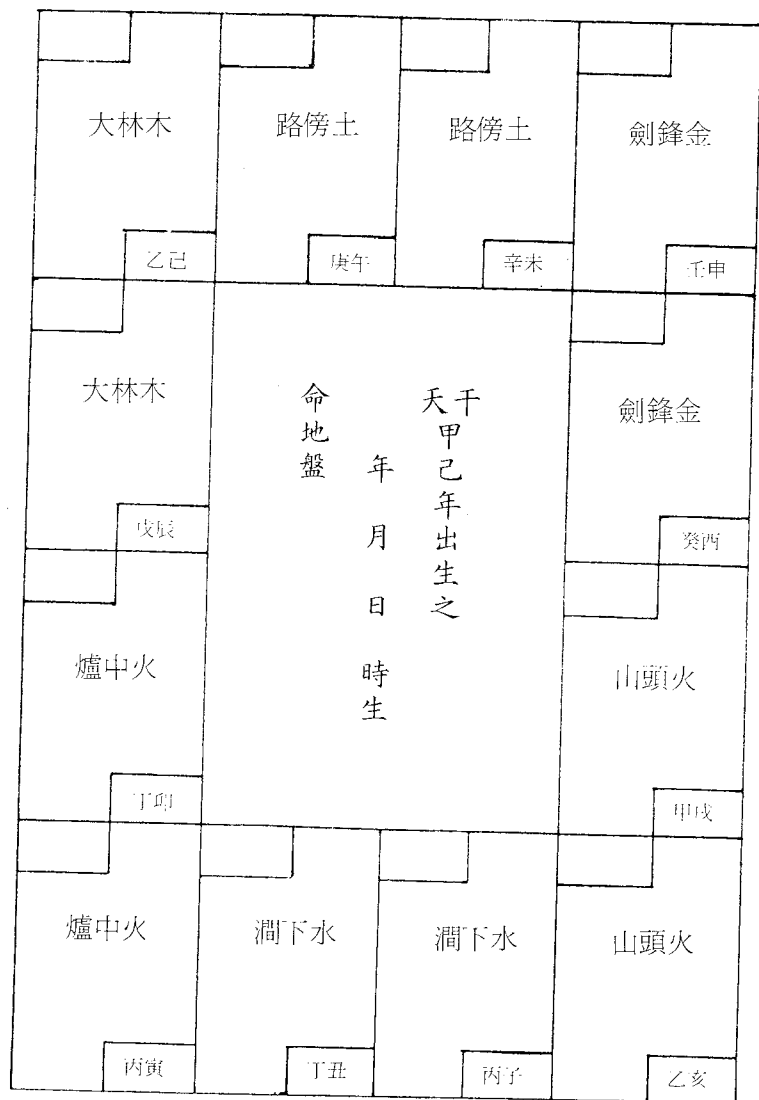 大林木
乙己
路傍土
庚午
路傍土
辛未
劍鋒金
壬申
大林木
戊辰
劍鋒金
癸酉
天干甲己年出生之
年月日時生
命地盤
爐中火
丁卯
山頭火
甲戌
爐中火
丙寅
澗下水
丁丑
澗下水
丙子
山頭火
乙亥